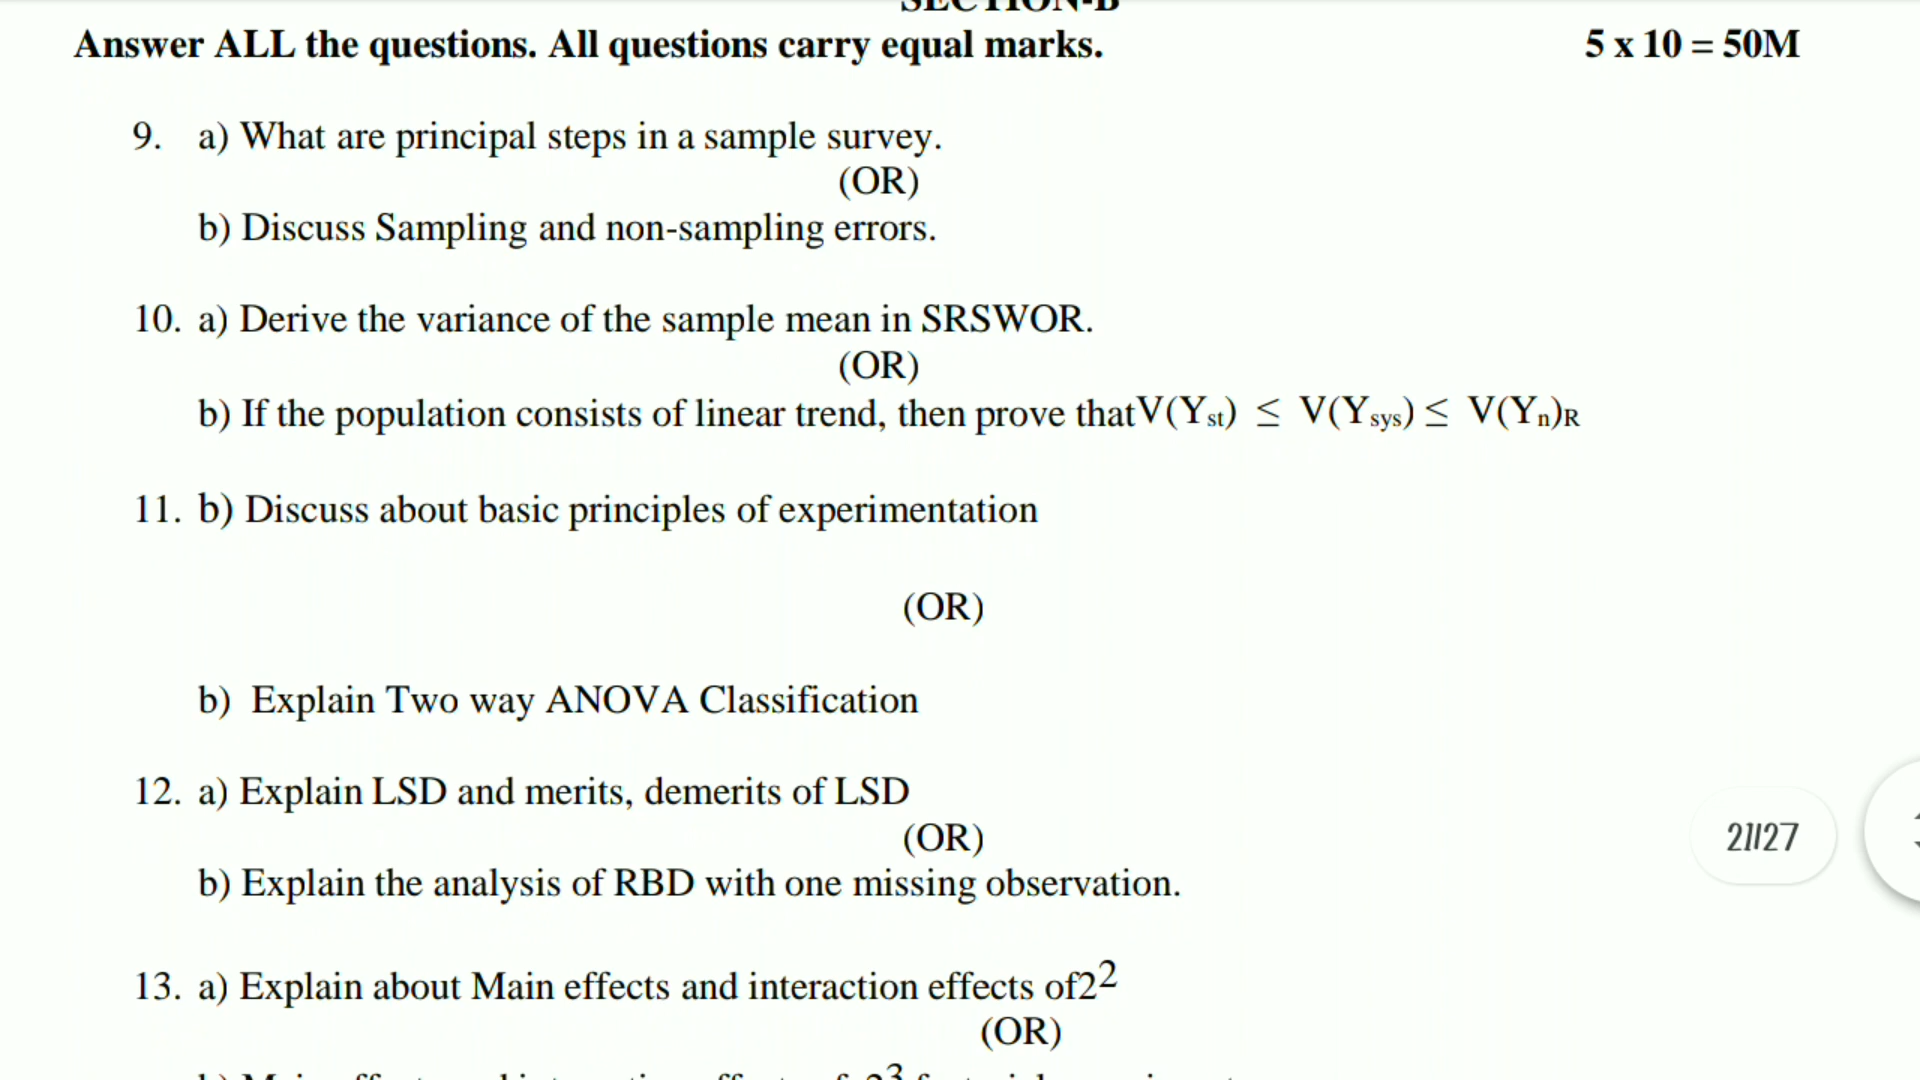 SECTION-B
Answer ALL the questions. All questions carry equal marks. 5 x 10 = 50M
9. a) What are principal steps in a sample survey.
(OR)
b) Discuss Sampling and non-sampling errors.
10. a) Derive the variance of the sample mean in SRSWOR.
(OR)
b) If the population consists of linear trend, then prove thatV(Yst) ≤ V(Ysys) ≤ V(Yn)R
11. b) Discuss about basic principles of experimentation
(OR)
b) Explain Two way ANOVA Classification
12. a) Explain LSD and merits, demerits of LSD
(OR)
21/27
b) Explain the analysis of RBD with one missing observation.
13. a) Explain about Main effects and interaction effects of2²
(OR)